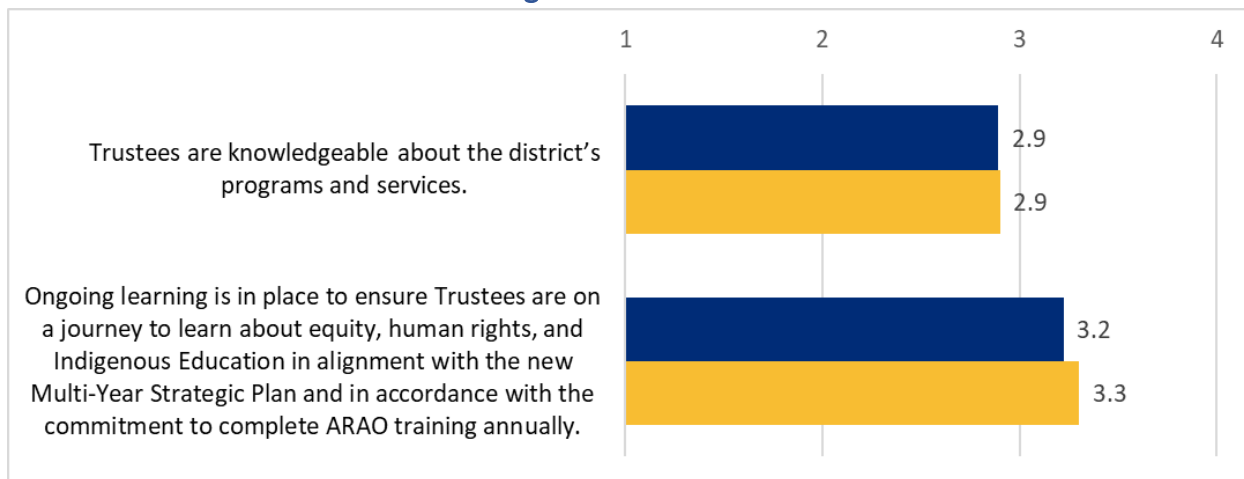 1 2 3 4
Trustees are knowledgeable about the district's
programs and services.
2.9
2.9
Ongoing learning is in place to ensure Trustees are on
a journey to learn about equity, human rights, and
Indigenous Education in alignment with the new
Multi-Year Strategic Plan and in accordance with the
commitment to complete ARAO training annually.
3.2
3.3